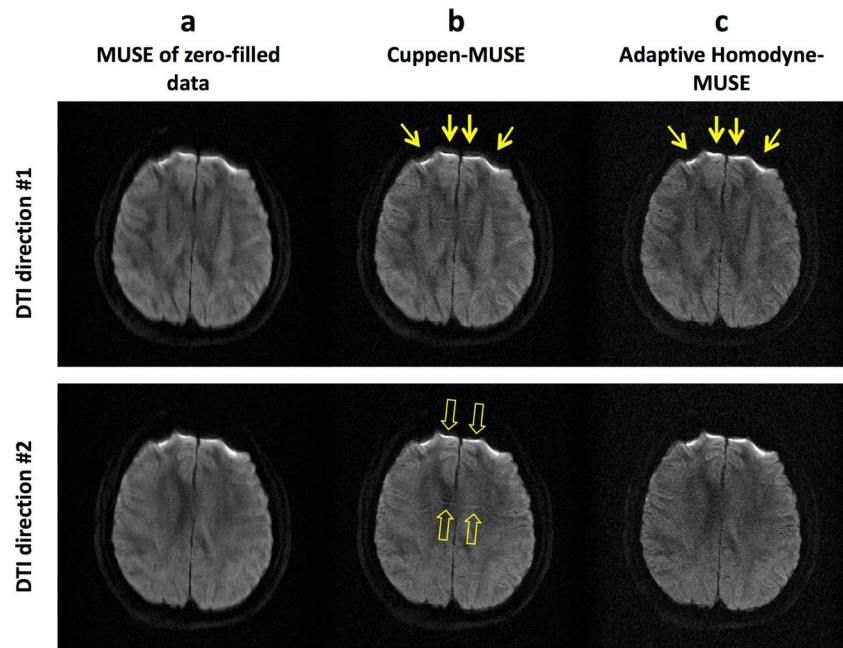 a
b
c
MUSE of zero-filled
data
Cuppen-MUSE
Adaptive Homodyne-
MUSE
DTI direction #1
DTI direction #2